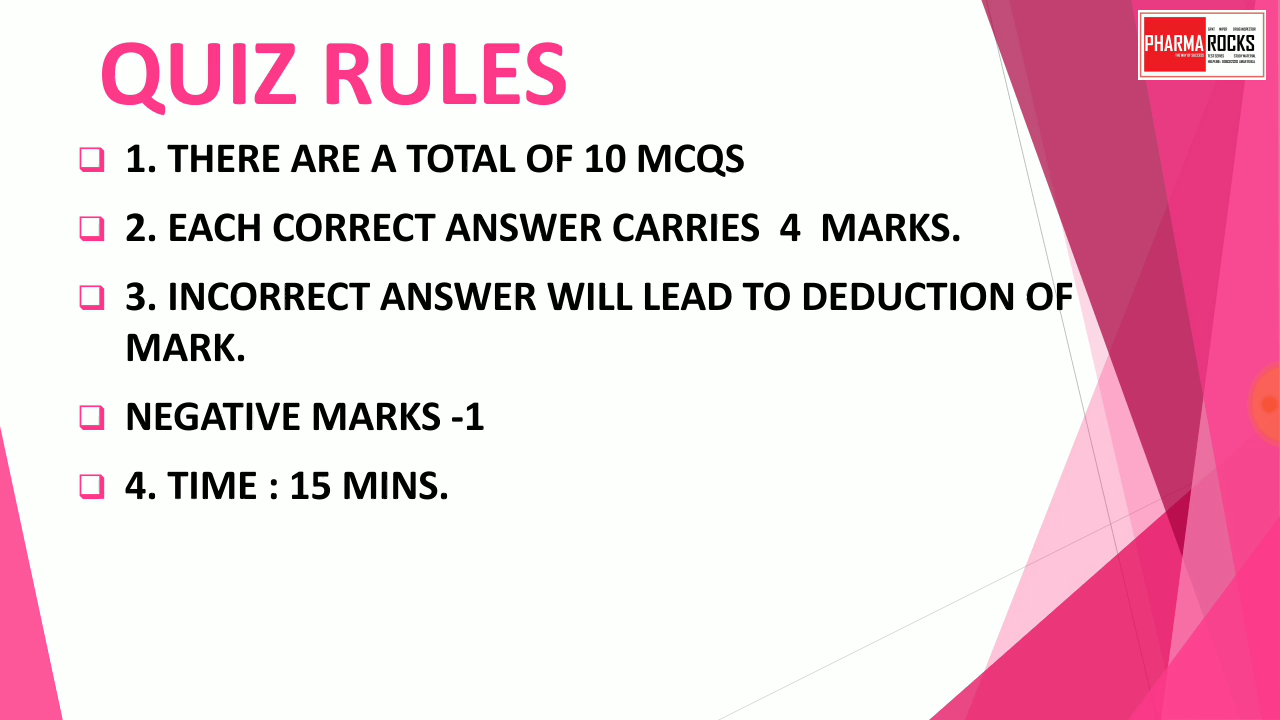 QUIZ RULES
1. THERE ARE A TOTAL OF 10 MCQS
2. EACH CORRECT ANSWER CARRIES 4 MARKS.
3. INCORRECT ANSWER WILL LEAD TO DEDUCTION OF
MARK.
NEGATIVE MARKS -1
4. TIME : 15 MINS.
PHARMA ROCKS